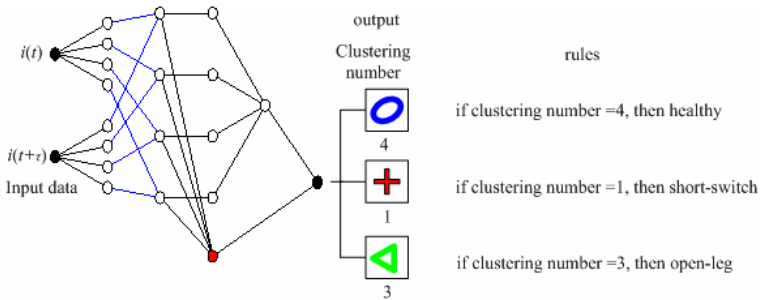 output
Clustering
number
rules
i(t)
if clustering number =4, then healthy
4
i(t+τ)
Input data
if clustering number =1, then short-switch
1
if clustering number =3, then open-leg
3